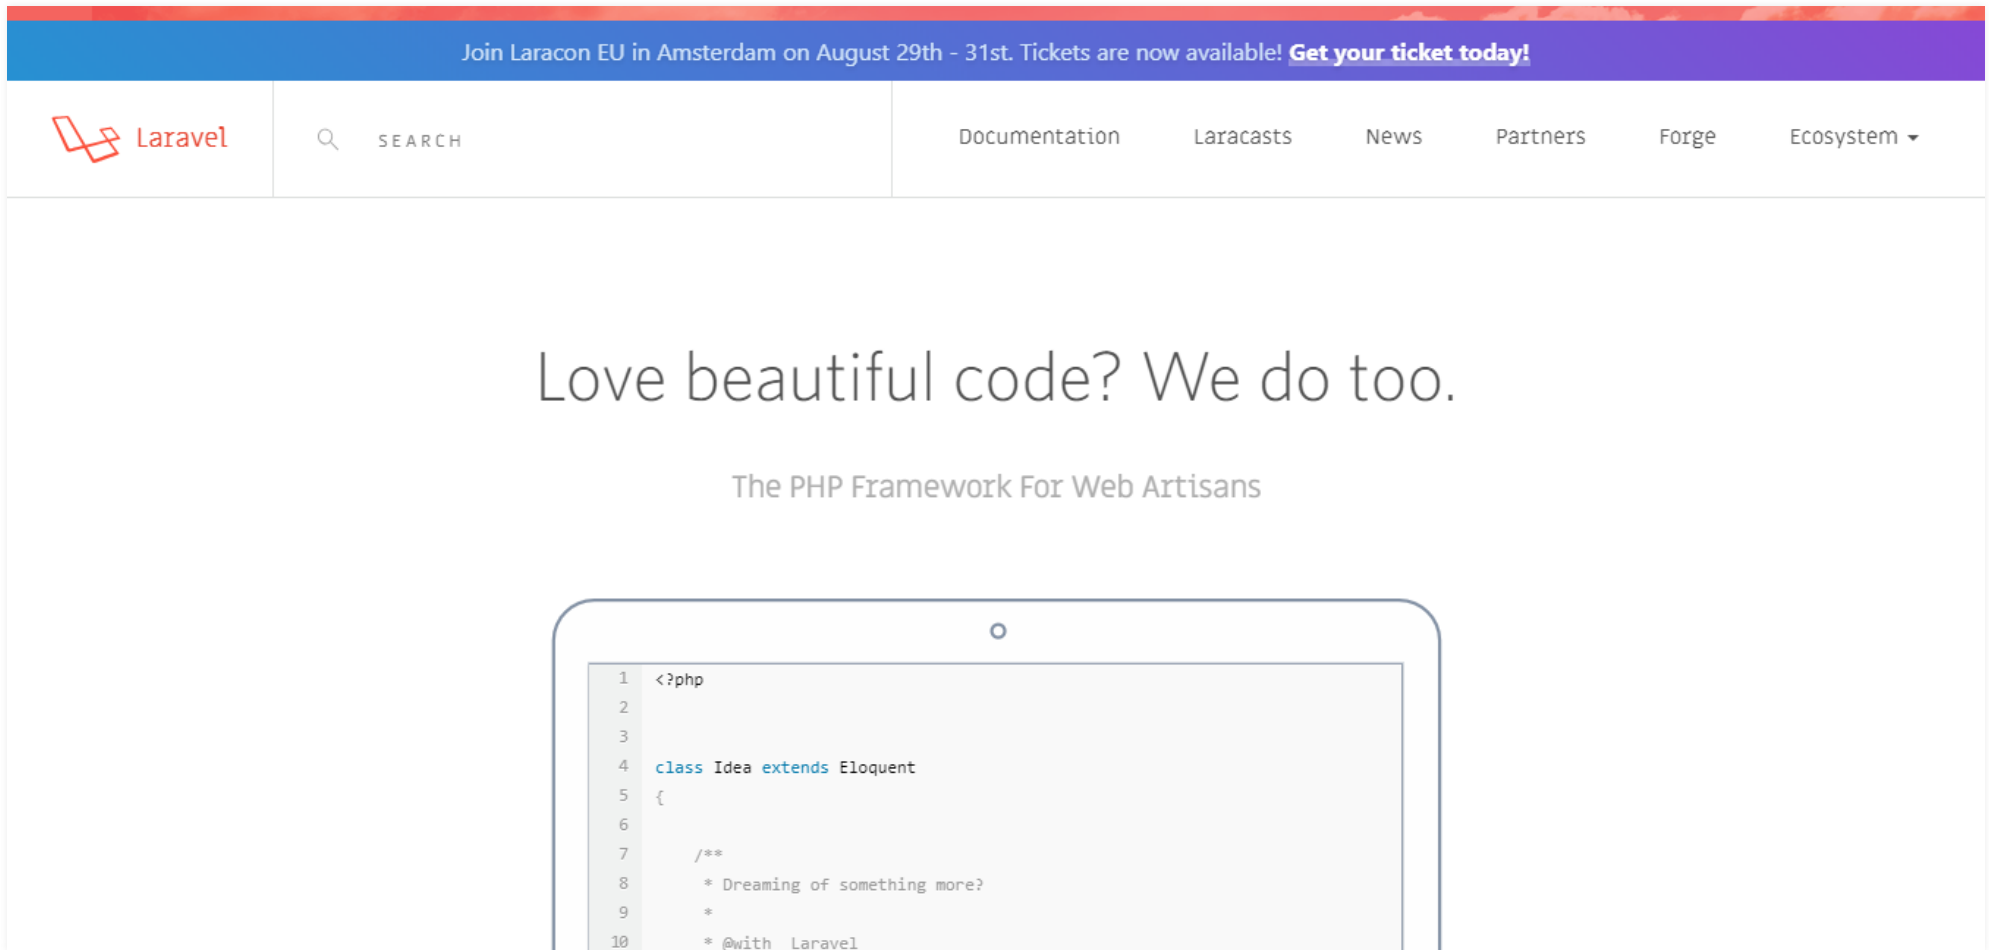 Join Laracon EU in Amsterdam on August 29th - 31st. Tickets are now available! Get your ticket today!
Laravel
SEARCH
Documentation
Laracasts
News
Partners
Forge
Ecosystem
Love beautiful code? We do too.
The PHP Framework For Web Artisans
1 <?php
2
3
4 class Idea extends Eloquent
5 {
6
7 /**
8 * Dreaming of something more?
9 *
10 * @with Laravel